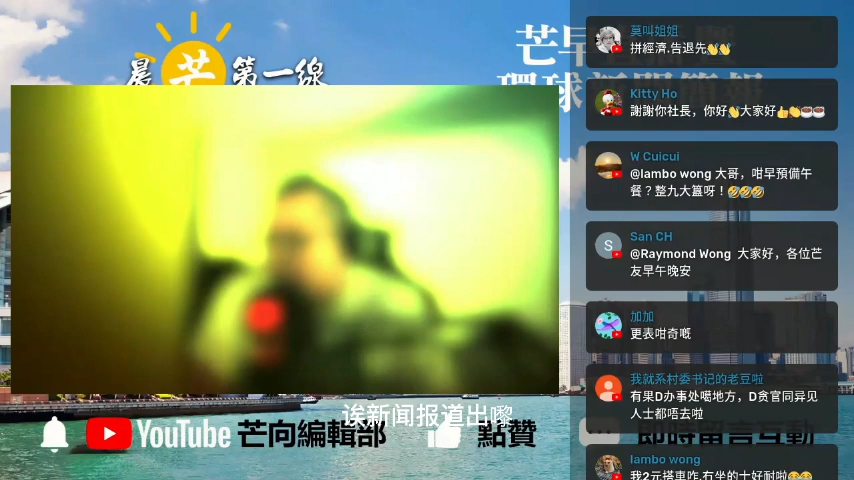 晨芒第一線
芒早
環球新聞簡報
莫叫姐姐
拼經濟.告退先👋👋
Kitty Ho
謝謝你社長，你好👋大家好👍👏☕☕
W Cuicui
@lambo wong 大哥，咁早預備午
餐？整九大簋呀！🤣🤣🤣
San CH
@Raymond Wong 大家好，各位芒
友早午晚安
加加
更表咁奇嘅
我就系村委书记的老豆啦
有果D办事处噶地方，D贪官同异见
人士都唔去啦
lambo wong
我2元搭車咋.冇坐的士好耐啦😂😂
诶新闻报道出嚟
YouTube 芒向編輯部 點贊 即時留言互動